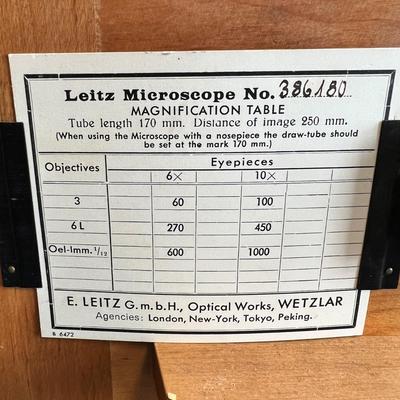 Leitz Microscope No. 386180
MAGNIFICATION TABLE
Tube length 170 mm. Distance of image 250 mm.
(When using the Microscope with a nosepiece the draw-tube should
be set at the mark 170 mm.)
Objectives Eyepieces
6× 10×
3 60 100
6 L 270 450
Oel-Imm. 1/12 600 1000
E. LEITZ G.m.b.H., Optical Works, WETZLAR
Agencies: London, New-York, Tokyo, Peking.
B 6472